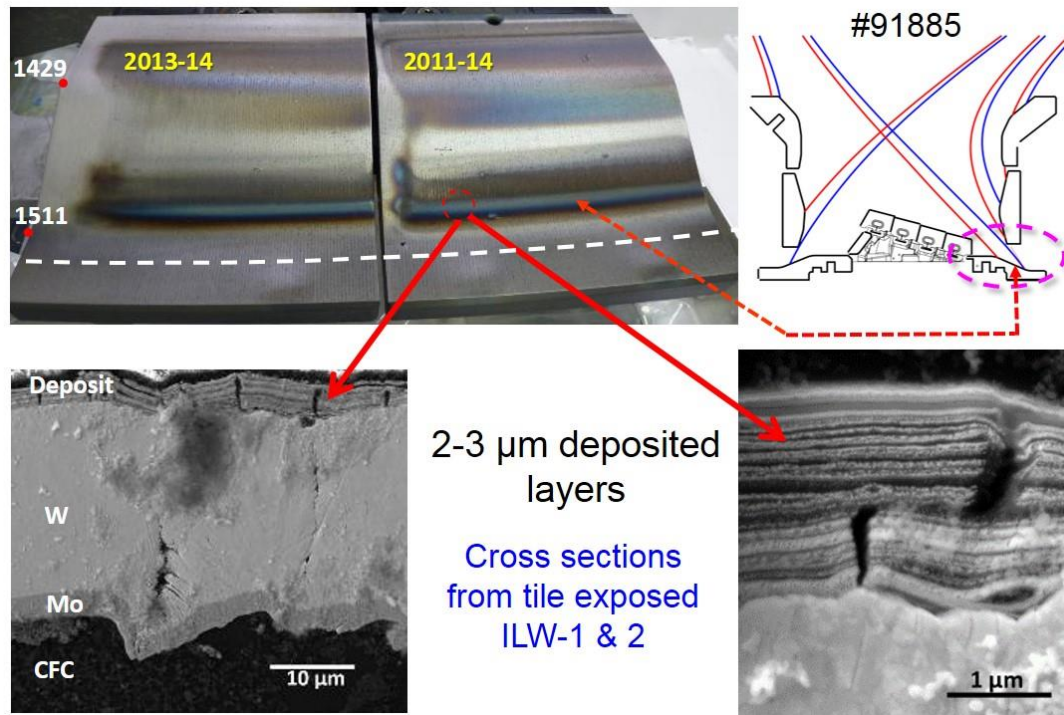 #91885
2013-14
2011-14
1429
1511
Deposit
W
Mo
CFC
10 µm
2-3 µm deposited
layers
Cross sections
from tile exposed
ILW-1 & 2
1 µm